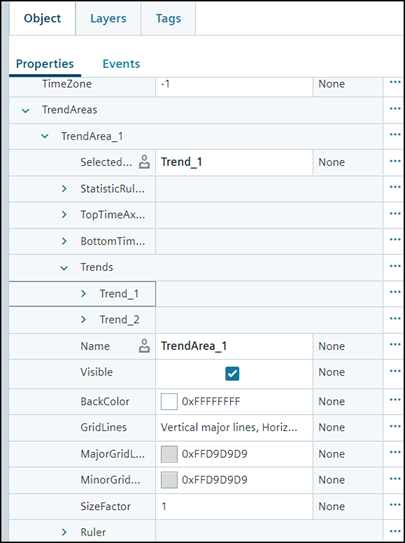 Object Layers Tags
Properties Events
TimeZone -1 None ...
TrendAreas ...
TrendArea_1 ...
Selected... Trend_1 None ...
StatisticRul... ...
TopTimeAx... ...
BottomTim... ...
Trends ...
Trend_1 ...
Trend_2 ...
Name TrendArea_1 None ...
Visible None ...
BackColor 0xFFFFFFFF None ...
GridLines Vertical major lines, Horiz... None ...
MajorGridL... 0xFFD9D9D9 None ...
MinorGrid... 0xFFD9D9D9 None ...
SizeFactor 1 None ...
Ruler ...